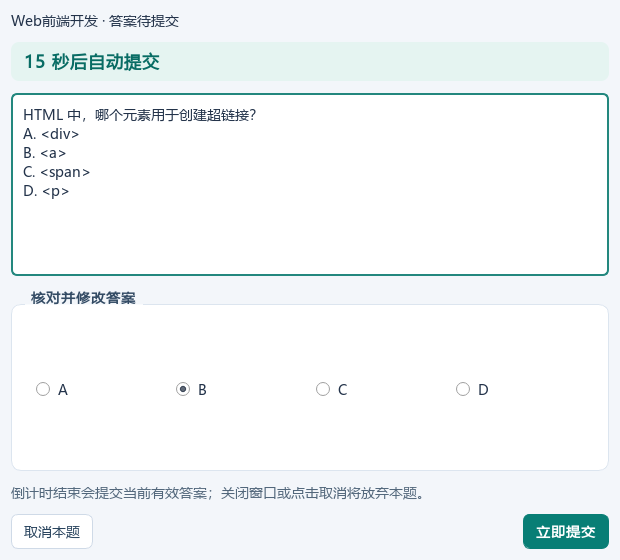 Web前端开发 · 答案待提交
15 秒后自动提交
HTML 中，哪个元素用于创建超链接？
A. <div>
B. <a>
C. <span>
D. <p>
核对并修改答案
A B C D
倒计时结束会提交当前有效答案；关闭窗口或点击取消将放弃本题。
取消本题 立即提交